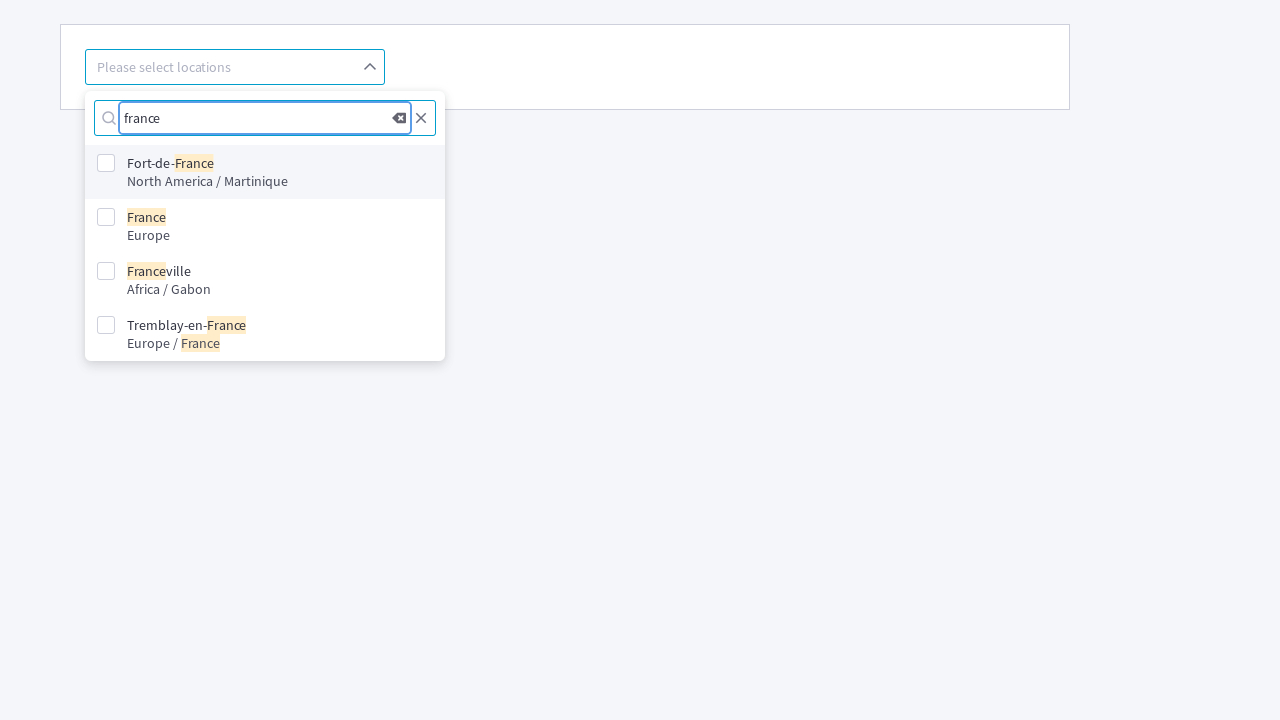 Please select locations
france
Fort-de-France
North America / Martinique
France
Europe
Franceville
Africa / Gabon
Tremblay-en-France
Europe / France